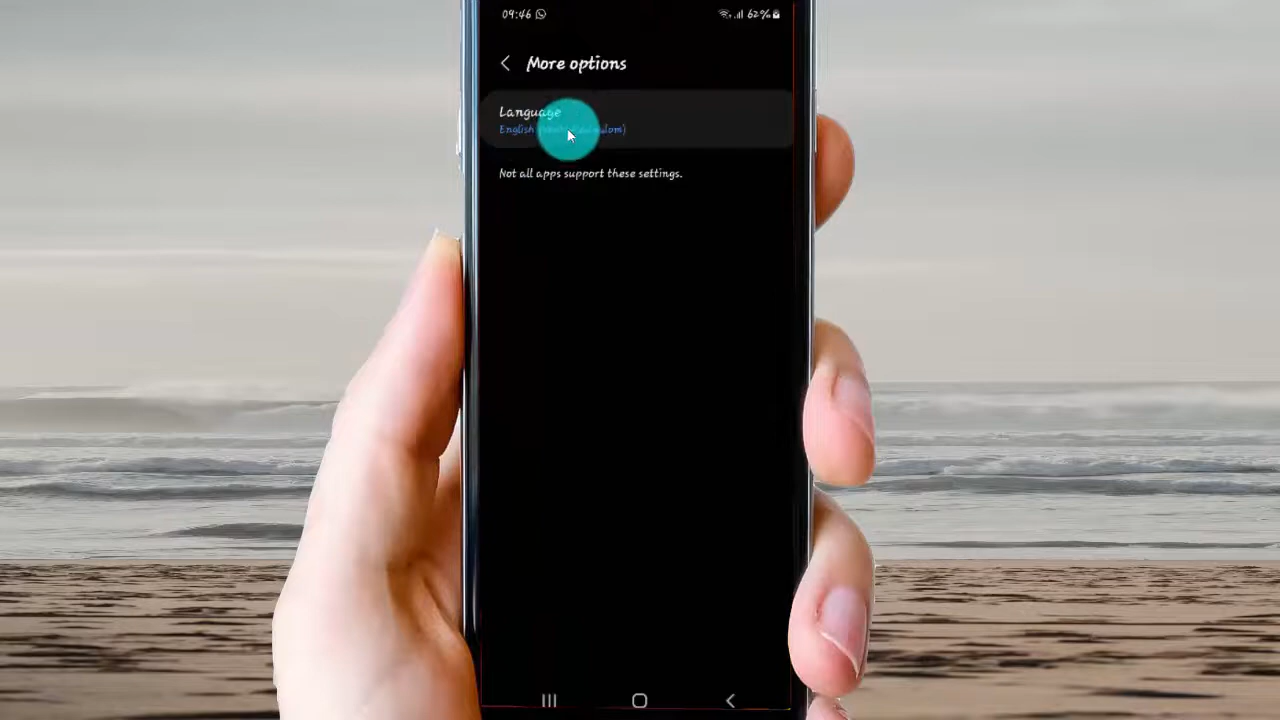 09:46
62%
More options
Language
English
Not all apps support these settings.